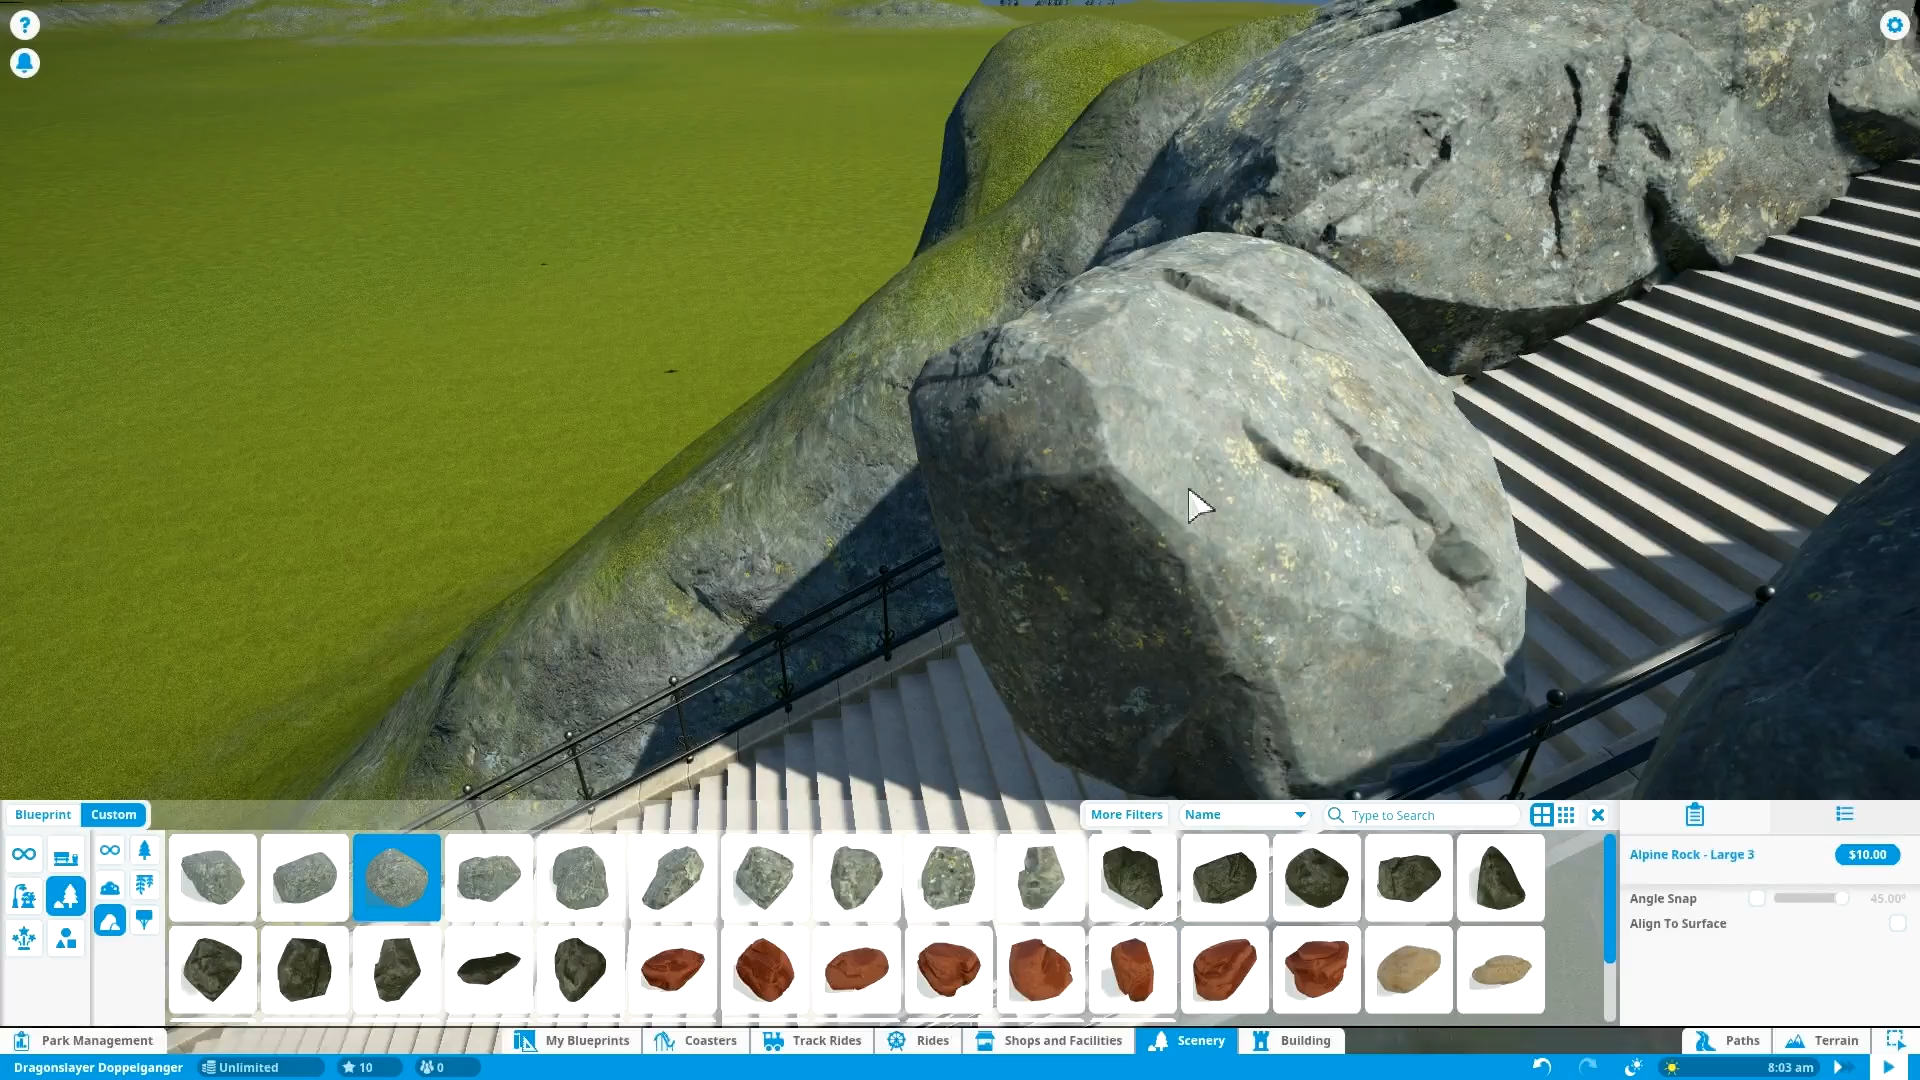 ?
Blueprint
Custom
More Filters
Name
Type to Search
Alpine Rock - Large 3
$10.00
Angle Snap
45.00°
Align To Surface
Park Management
My Blueprints
Coasters
Track Rides
Rides
Shops and Facilities
Scenery
Building
Paths
Terrain
Dragonslayer Doppelganger
Unlimited
10
0
8:03 am